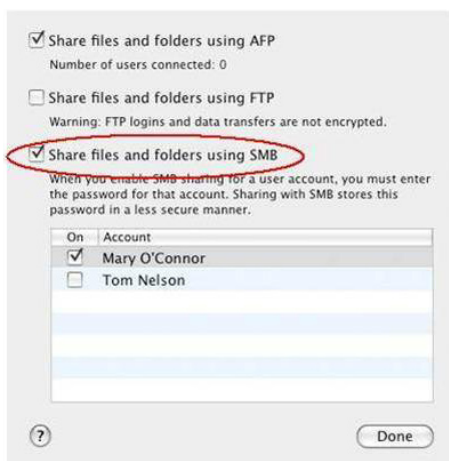 Share files and folders using AFP
Number of users connected: 0
Share files and folders using FTP
Warning: FTP logins and data transfers are not encrypted.
Share files and folders using SMB
When you enable SMB sharing for a user account, you must enter
the password for that account. Sharing with SMB stores this
password in a less secure manner.
On Account
Mary O'Connor
Tom Nelson
? Done